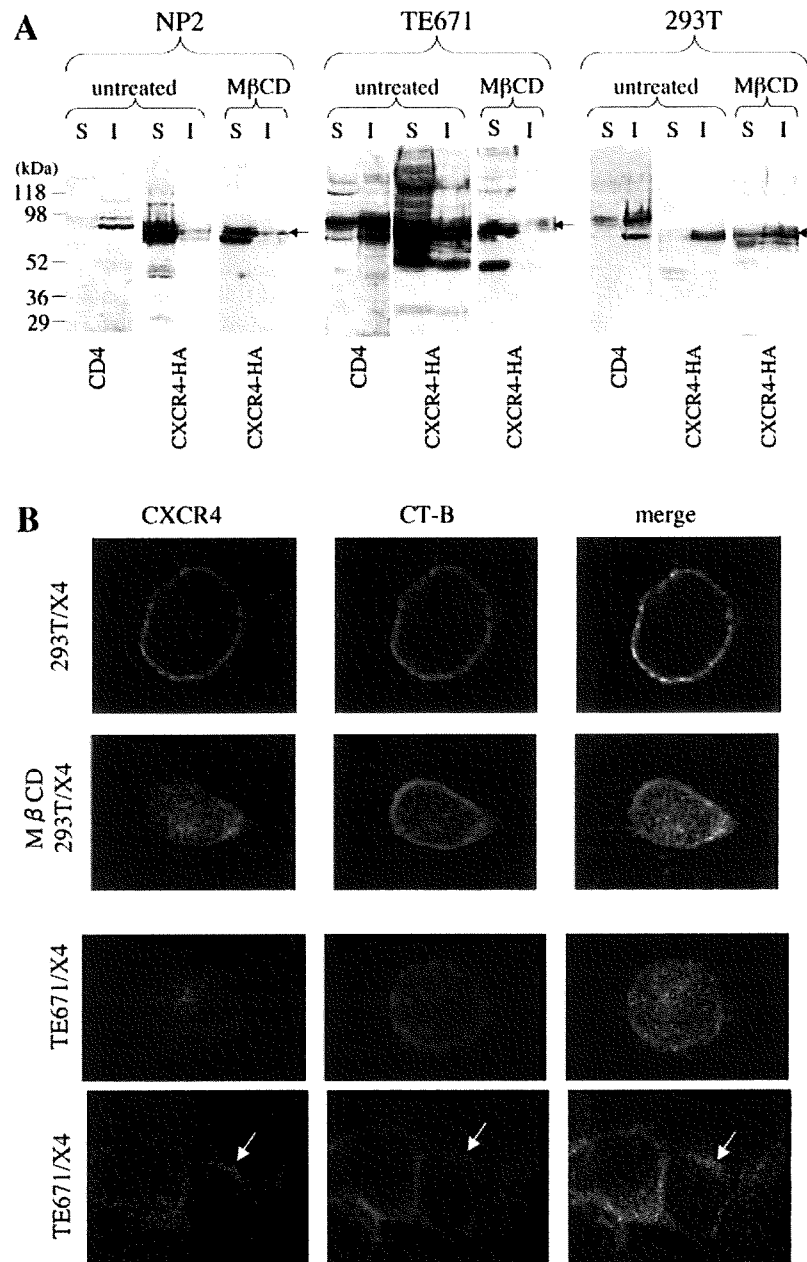 A
NP2 TE671 293T
untreated MβCD untreated MβCD untreated MβCD
S I S I S I S I S I S I S I S I S I
(kDa)
118
98
52
36
29
CD4 CXCR4-HA CXCR4-HA CD4 CXCR4-HA CXCR4-HA CD4 CXCR4-HA CXCR4-HA
B
CXCR4 CT-B merge
293T/X4
MβCD
293T/X4
TE671/X4
TE671/X4